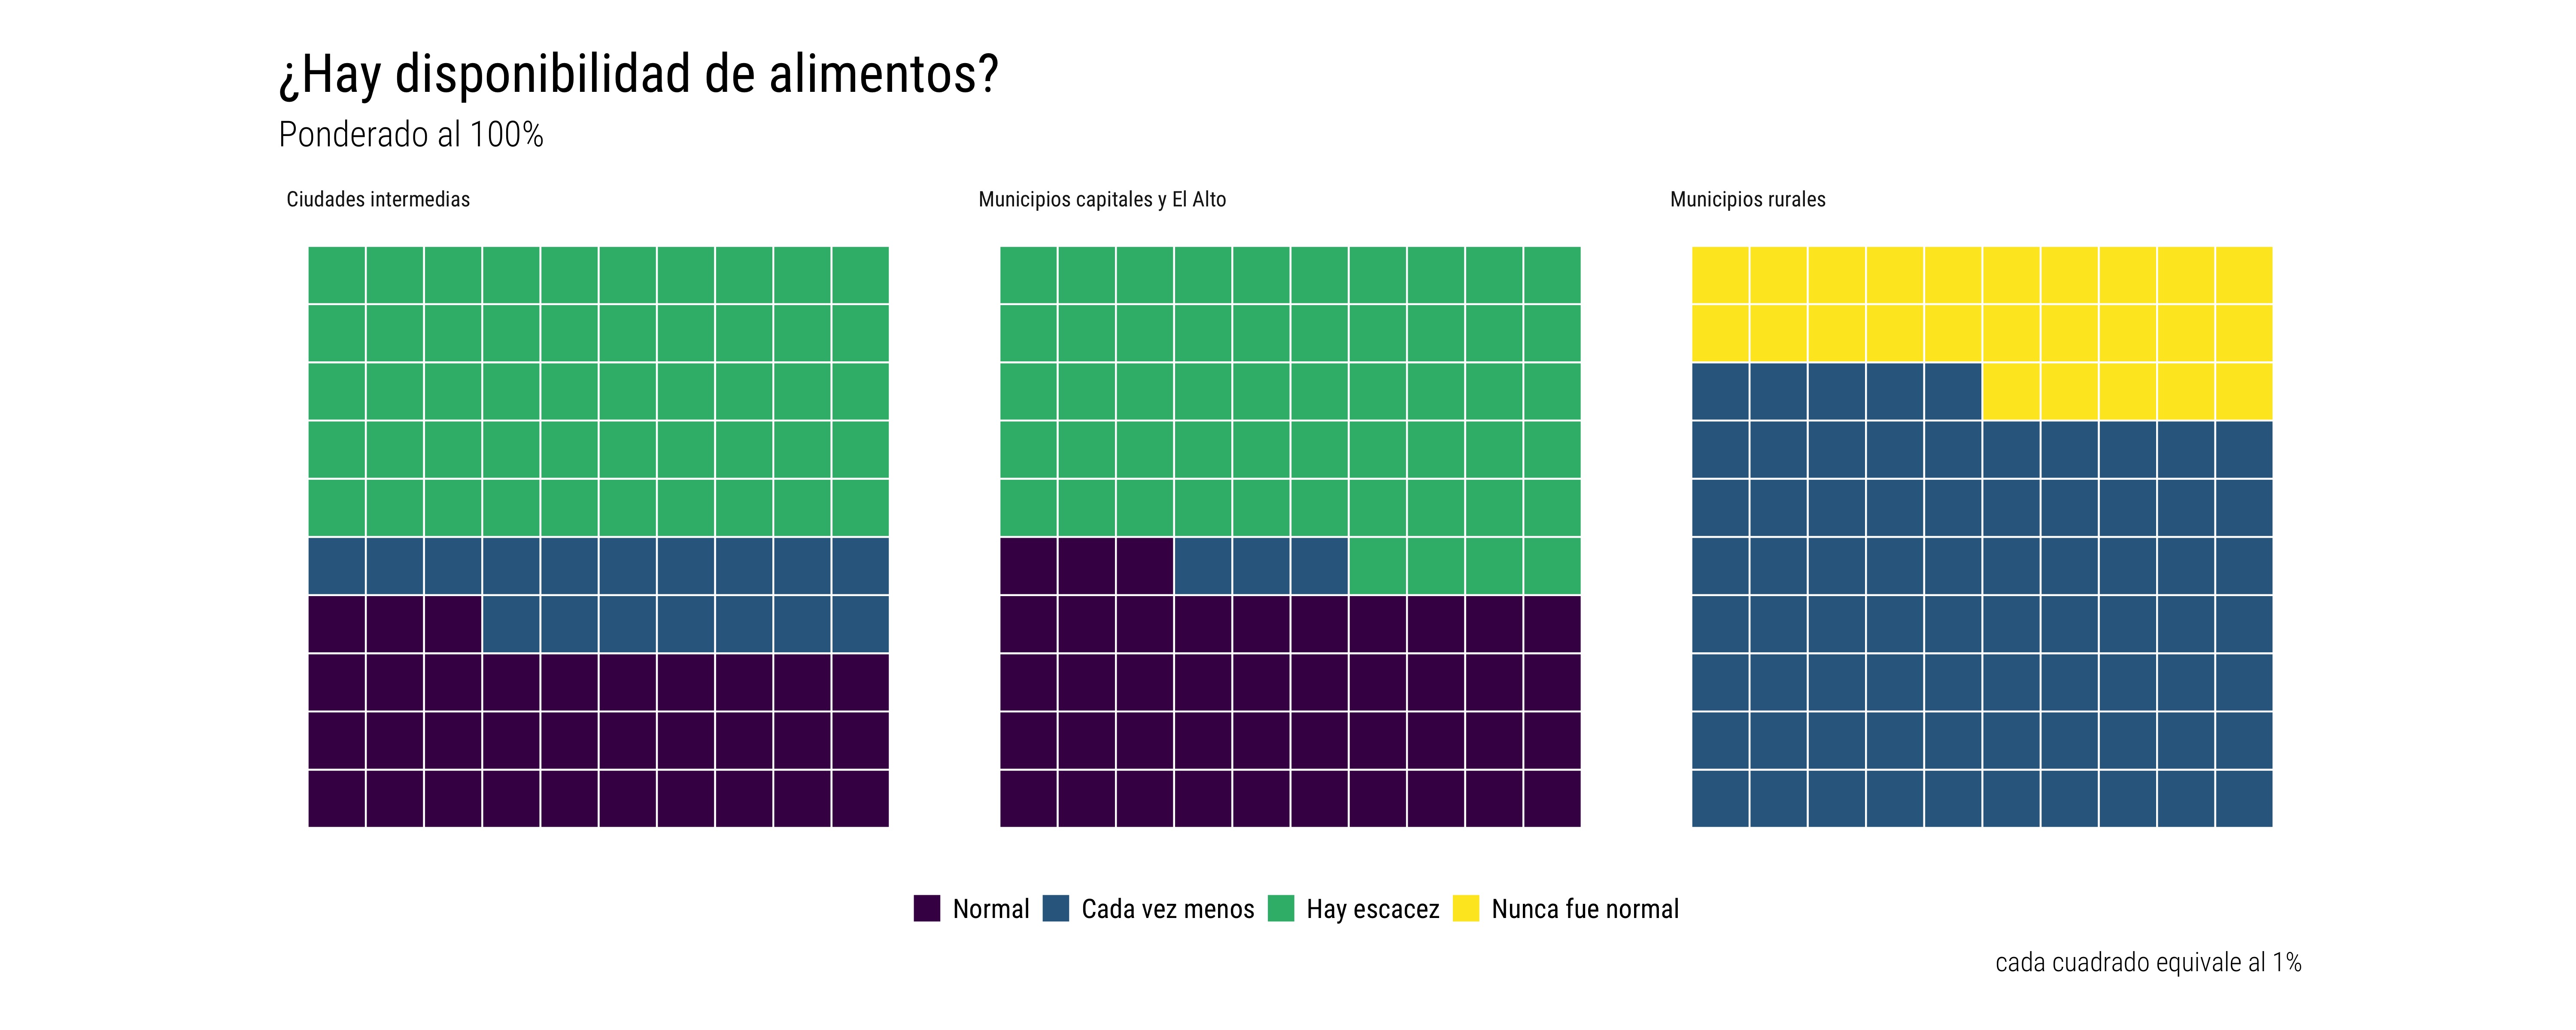 ¿Hay disponibilidad de alimentos?
Ponderado al 100%
Ciudades intermedias
Municipios capitales y El Alto
Municipios rurales
Normal
Cada vez menos
Hay escacez
Nunca fue normal
cada cuadrado equivale al 1%